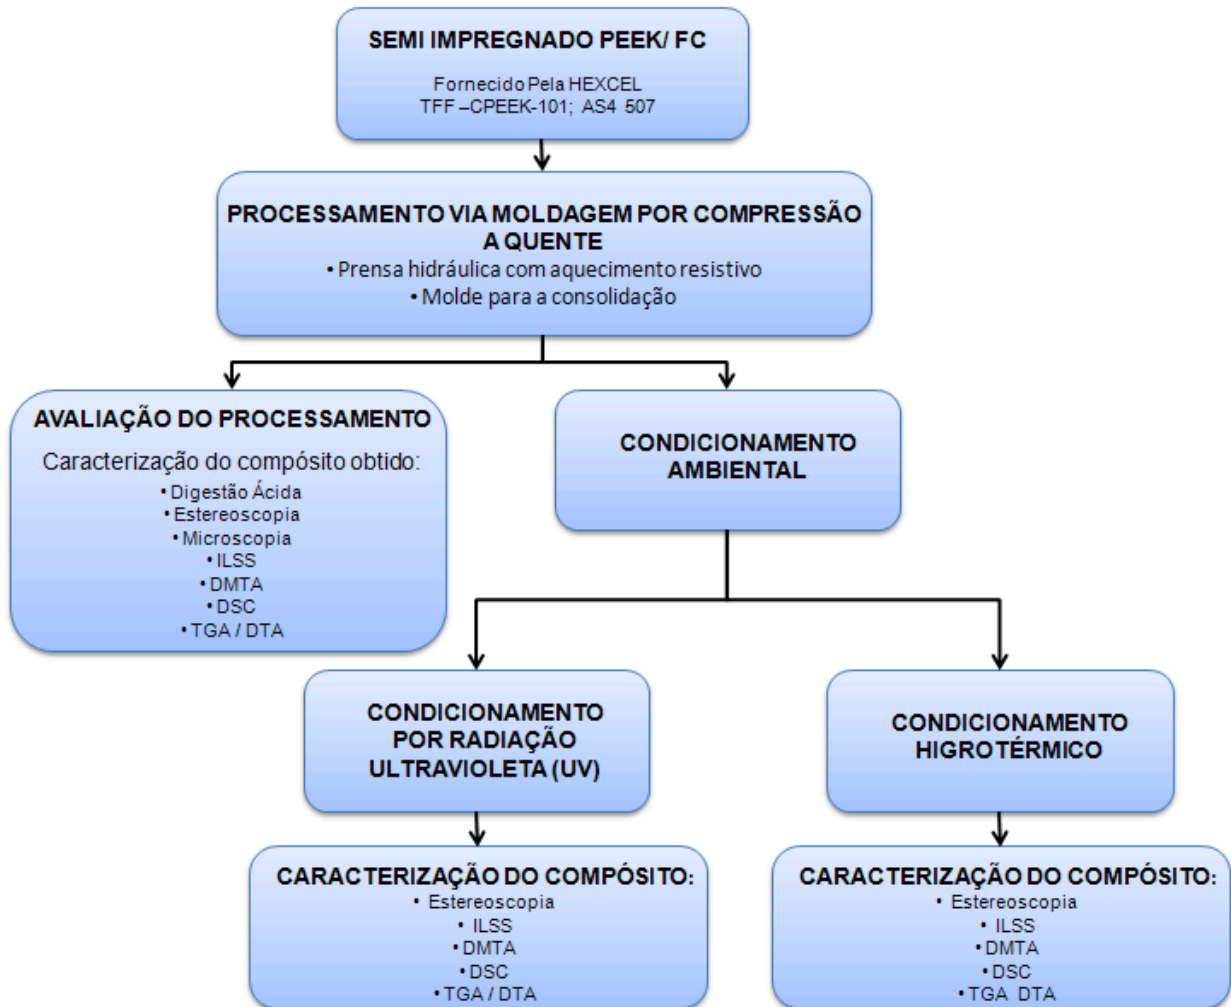 SEMI IMPREGNADO PEEK/ FC
Fornecido Pela HEXCEL
TFF –CPEEK-101; AS4 507
PROCESSAMENTO VIA MOLDAGEM POR COMPRESSÃO
A QUENTE
• Prensa hidráulica com aquecimento resistivo
• Molde para a consolidação
AVALIAÇÃO DO PROCESSAMENTO
Caracterização do compósito obtido:
• Digestão Ácida
• Estereoscopia
• Microscopia
• ILSS
• DMTA
• DSC
• TGA / DTA
CONDICIONAMENTO
AMBIENTAL
CONDICIONAMENTO
POR RADIAÇÃO
ULTRAVIOLETA (UV)
CONDICIONAMENTO
HIGROTÉRMICO
CARACTERIZAÇÃO DO COMPÓSITO:
• Estereoscopia
• ILSS
• DMTA
• DSC
• TGA / DTA
CARACTERIZAÇÃO DO COMPÓSITO:
• Estereoscopia
• ILSS
• DMTA
• DSC
• TGA DTA